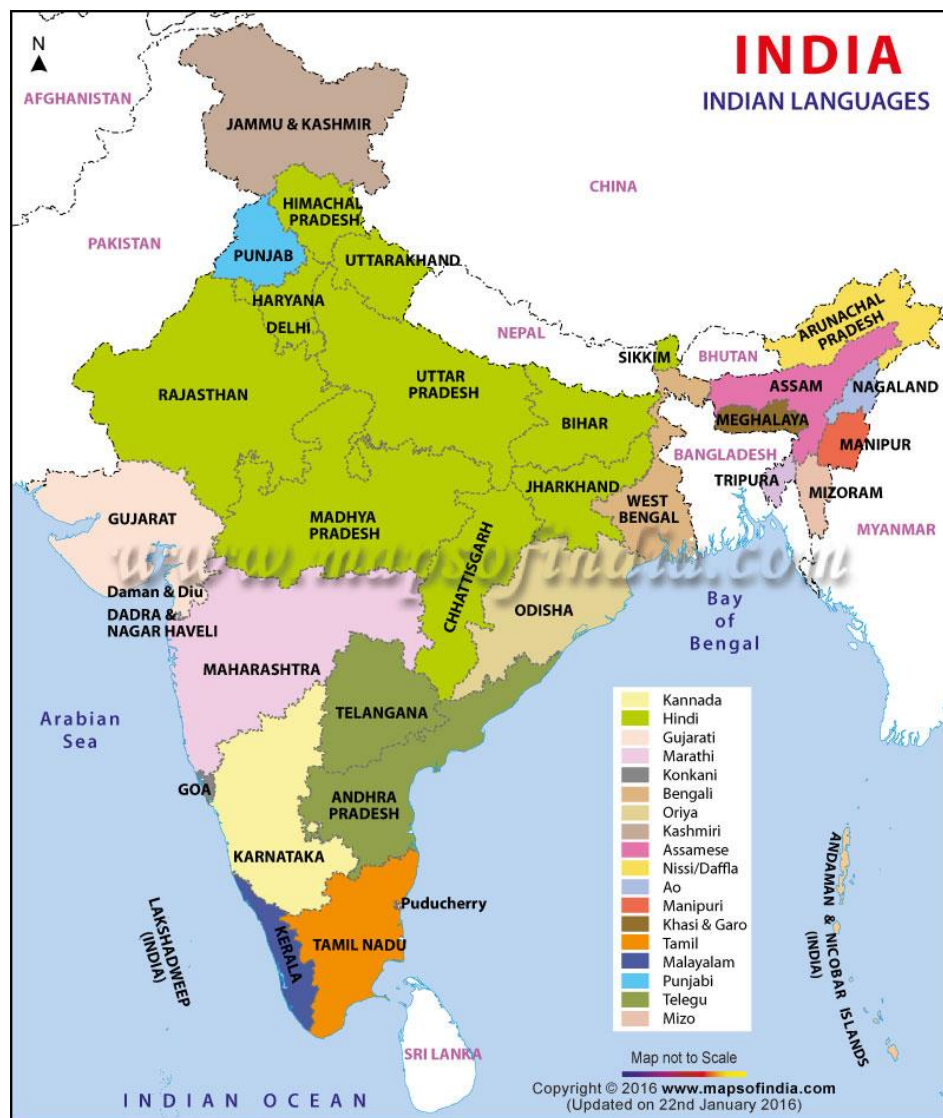 INDIA
INDIAN LANGUAGES
N
AFGHANISTAN
JAMMU & KASHMIR
CHINA
HIMACHAL
PRADESH
PAKISTAN
PUNJAB
UTTARAKHAND
HARYANA
DELHI
NEPAL
ARUNACHAL
PRADESH
SIKKIM
BHUTAN
RAJASTHAN
UTTAR
PRADESH
ASSAM
NAGALAND
BIHAR
MEGHALAYA
MANIPUR
BANGLADESH
TRIPURA
JHARKHAND
MIZORAM
WEST
BENGAL
GUJARAT
MADHYA
PRADESH
MYANMAR
www.mapsofindia.com
CHHATTISGARH
Daman & Diu
DADRA &
NAGAR HAVELI
ODISHA
Bay
of
Bengal
MAHARASHTRA
Arabian
Sea
TELANGANA
GOA
ANDHRA
PRADESH
KARNATAKA
Puducherry
LAKSHADWEEP
(INDIA)
KERALA
TAMIL NADU
ANDAMAN & NICOBAR ISLANDS
(INDIA)
SRI LANKA
INDIAN OCEAN
Kannada
Hindi
Gujarati
Marathi
Konkani
Bengali
Oriya
Kashmiri
Assamese
Nissi/Daffla
Ao
Manipuri
Khasi & Garo
Tamil
Malayalam
Punjabi
Telegu
Mizo
Map not to Scale
Copyright © 2016 www.mapsofindia.com
(Updated on 22nd January 2016)